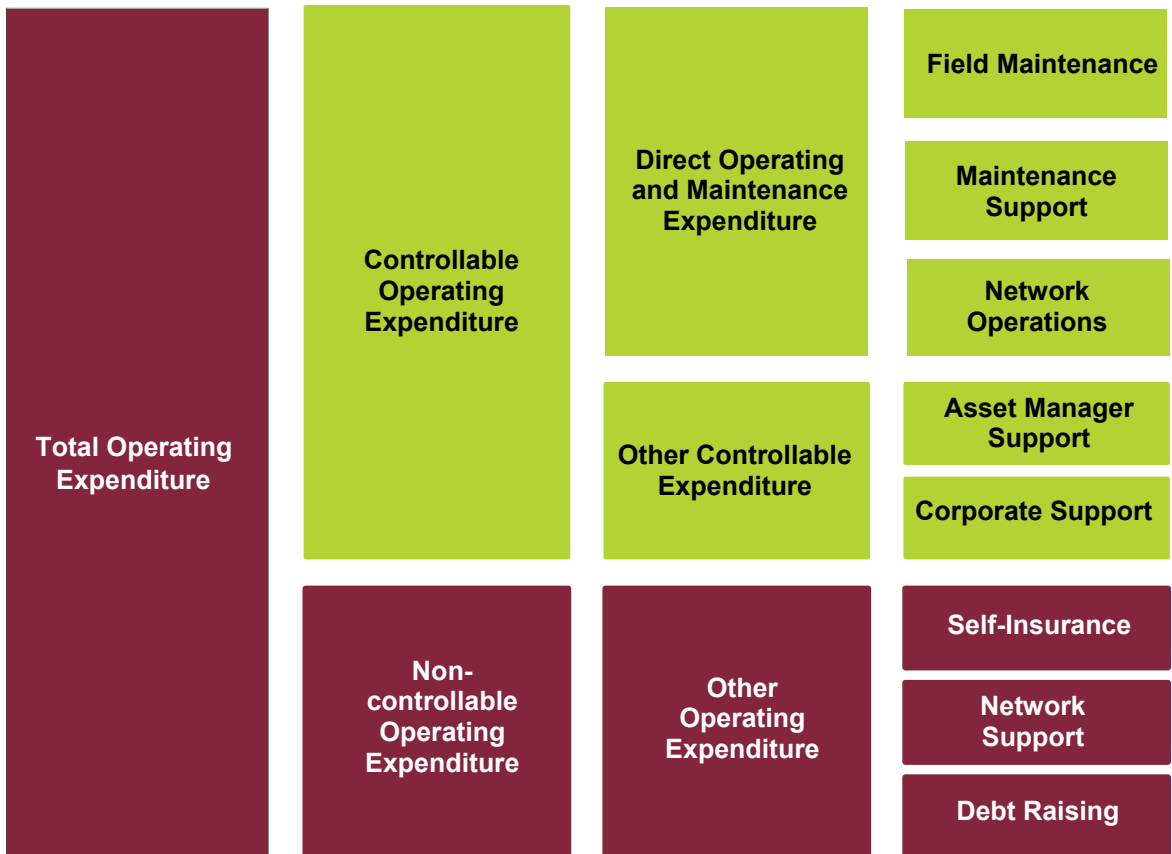 Total Operating
Expenditure
Controllable
Operating
Expenditure
Non-
controllable
Operating
Expenditure
Direct Operating
and Maintenance
Expenditure
Other Controllable
Expenditure
Other
Operating
Expenditure
Field Maintenance
Maintenance
Support
Network
Operations
Asset Manager
Support
Corporate Support
Self-Insurance
Network
Support
Debt Raising